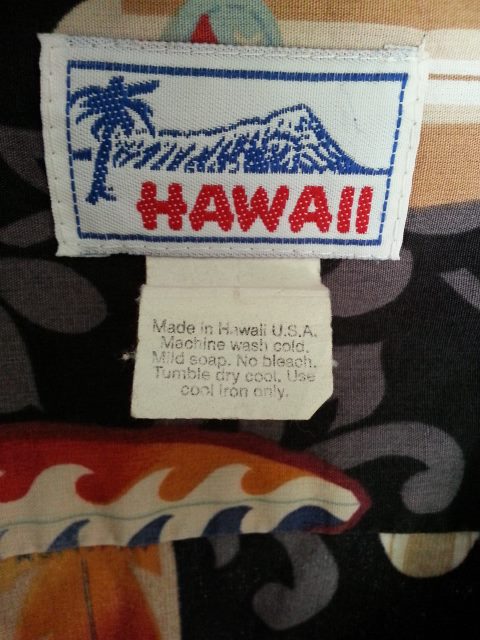 HAWAII
Made in Hawaii U.S.A.
Machine wash cold.
Mild soap. No bleach.
Tumble dry cool. Use
cool iron only.